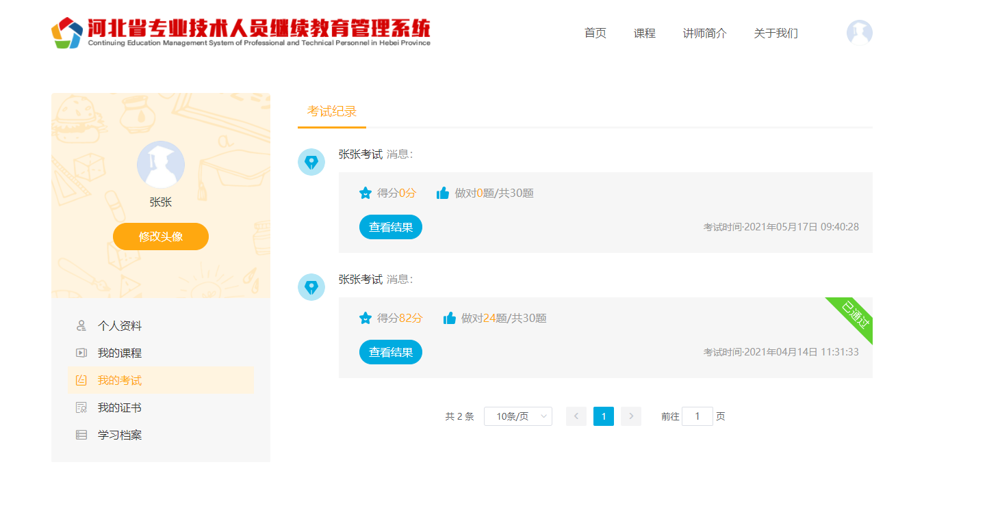 河北省专业技术人员继续教育管理系统
Continuing Education Management System of Professional and Technical Personnel in Hebei Province
首页 课程 讲师简介 关于我们
张张
修改头像
个人资料
我的课程
我的考试
我的证书
学习档案
考试纪录
张张考试 消息：
得分0分 做对0题/共30题
查看结果 考试时间·2021年05月17日 09:40:28
张张考试 消息：
已通过
得分82分 做对24题/共30题
查看结果 考试时间·2021年04月14日 11:31:33
共 2 条 10条/页 1 前往 1 页